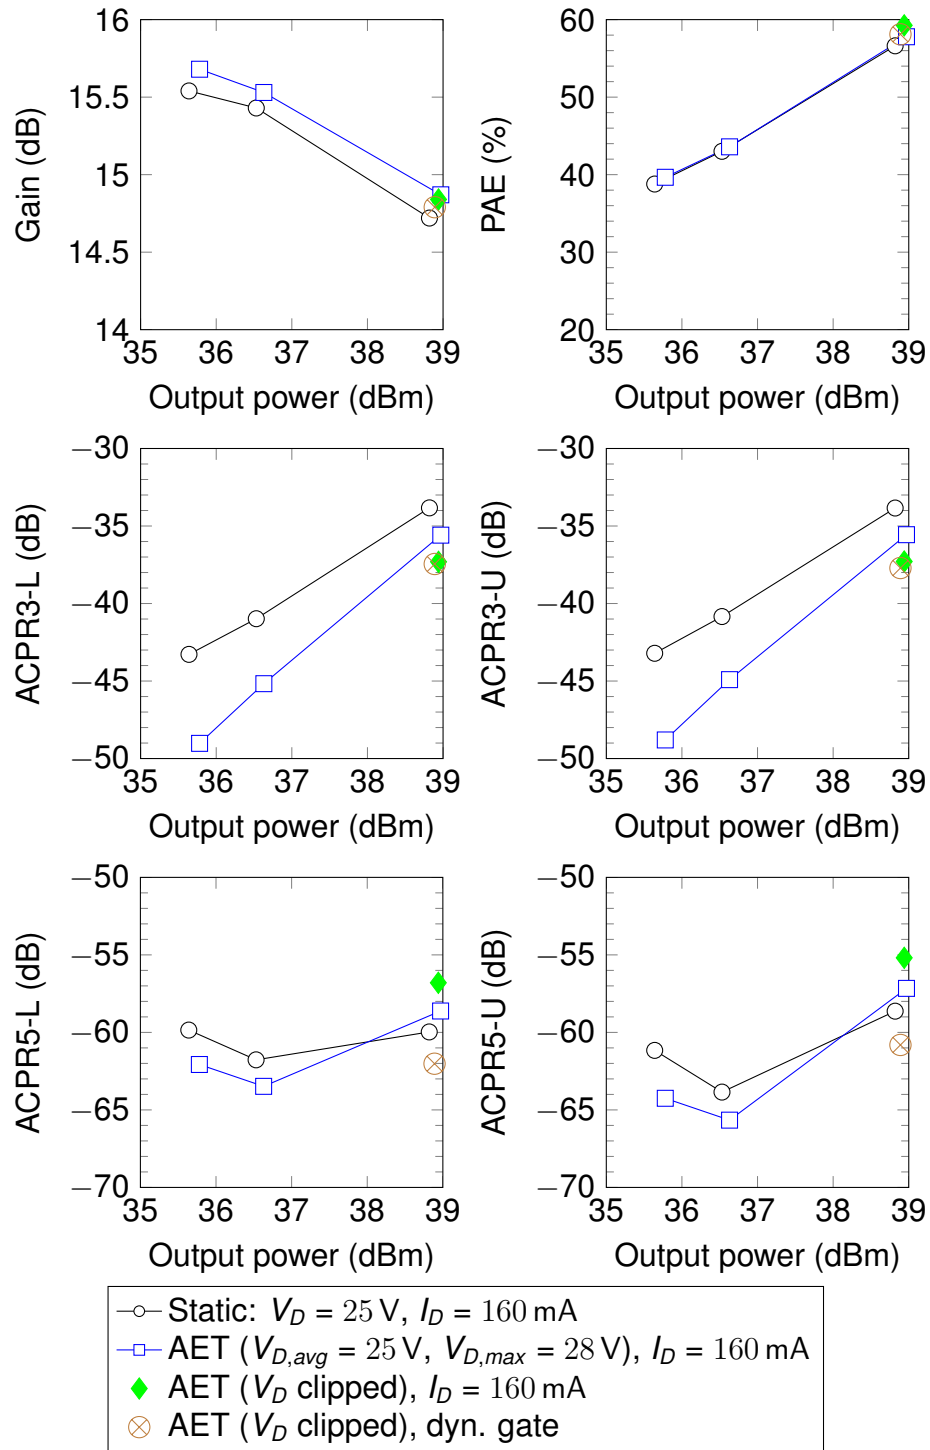 16
15.5
15
14.5
14
Gain (dB)
35 36 37 38 39
Output power (dBm)
60
50
40
30
20
PAE (%)
35 36 37 38 39
Output power (dBm)
−30
−35
−40
−45
−50
ACPR3-L (dB)
35 36 37 38 39
Output power (dBm)
−30
−35
−40
−45
−50
ACPR3-U (dB)
35 36 37 38 39
Output power (dBm)
−50
−55
−60
−65
−70
ACPR5-L (dB)
35 36 37 38 39
Output power (dBm)
−50
−55
−60
−65
−70
ACPR5-U (dB)
35 36 37 38 39
Output power (dBm)
Static: V_D = 25 V, I_D = 160 mA
AET (V_{D,avg} = 25 V, V_{D,max} = 28 V), I_D = 160 mA
AET (V_D clipped), I_D = 160 mA
AET (V_D clipped), dyn. gate